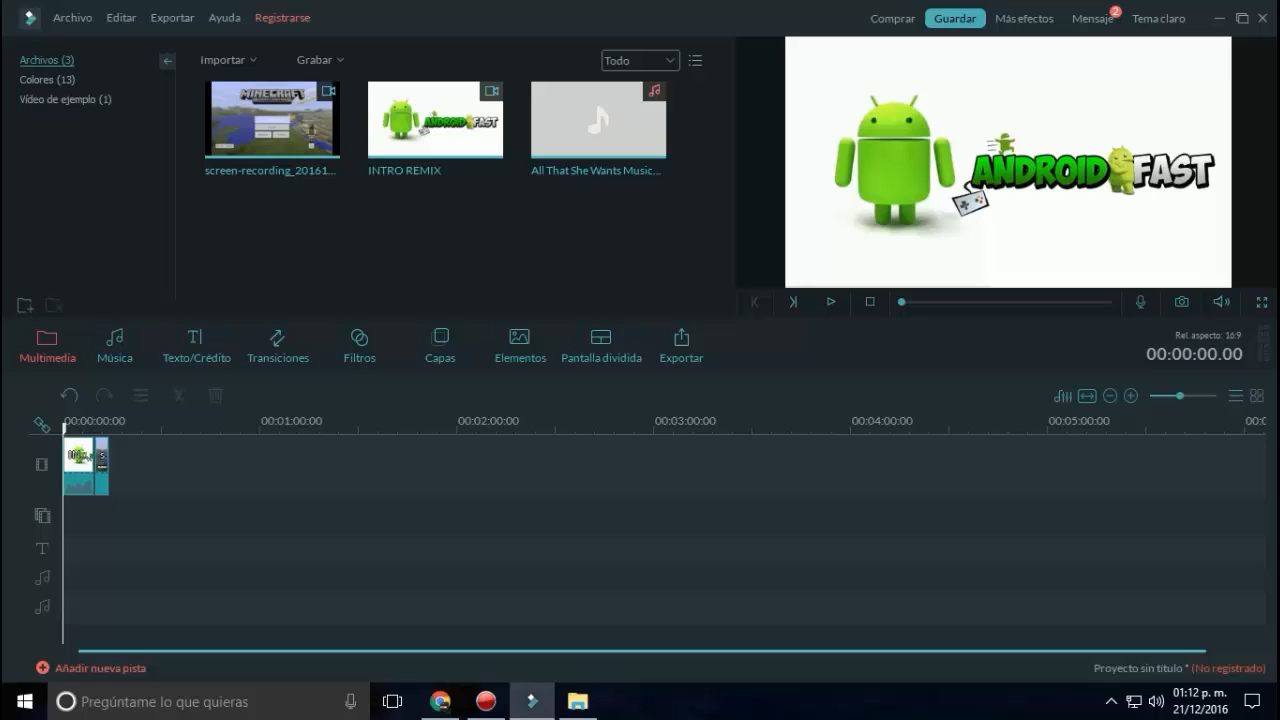 Archivo Editar Exportar Ayuda Registrarse
Comprar Guardar Más efectos Mensaje 2 Tema claro
Archivos (3)
Colores (13)
Vídeo de ejemplo (1)
Importar Grabar Todo
MINECRAFT
ANDROID FAST
screen-recording_20161... INTRO REMIX All That She Wants Music...
ANDROID FAST
Multimedia Música Texto/Crédito Transiciones Filtros Capas Elementos Pantalla dividida Exportar
Rel. aspecto: 16:9
00:00:00.00
00:00:00:00 00:01:00:00 00:02:00:00 00:03:00:00 00:04:00:00 00:05:00:00 00:0
Añadir nueva pista
Proyecto sin título * (No registrado)
Pregúntame lo que quieras
01:12 p. m.
21/12/2016